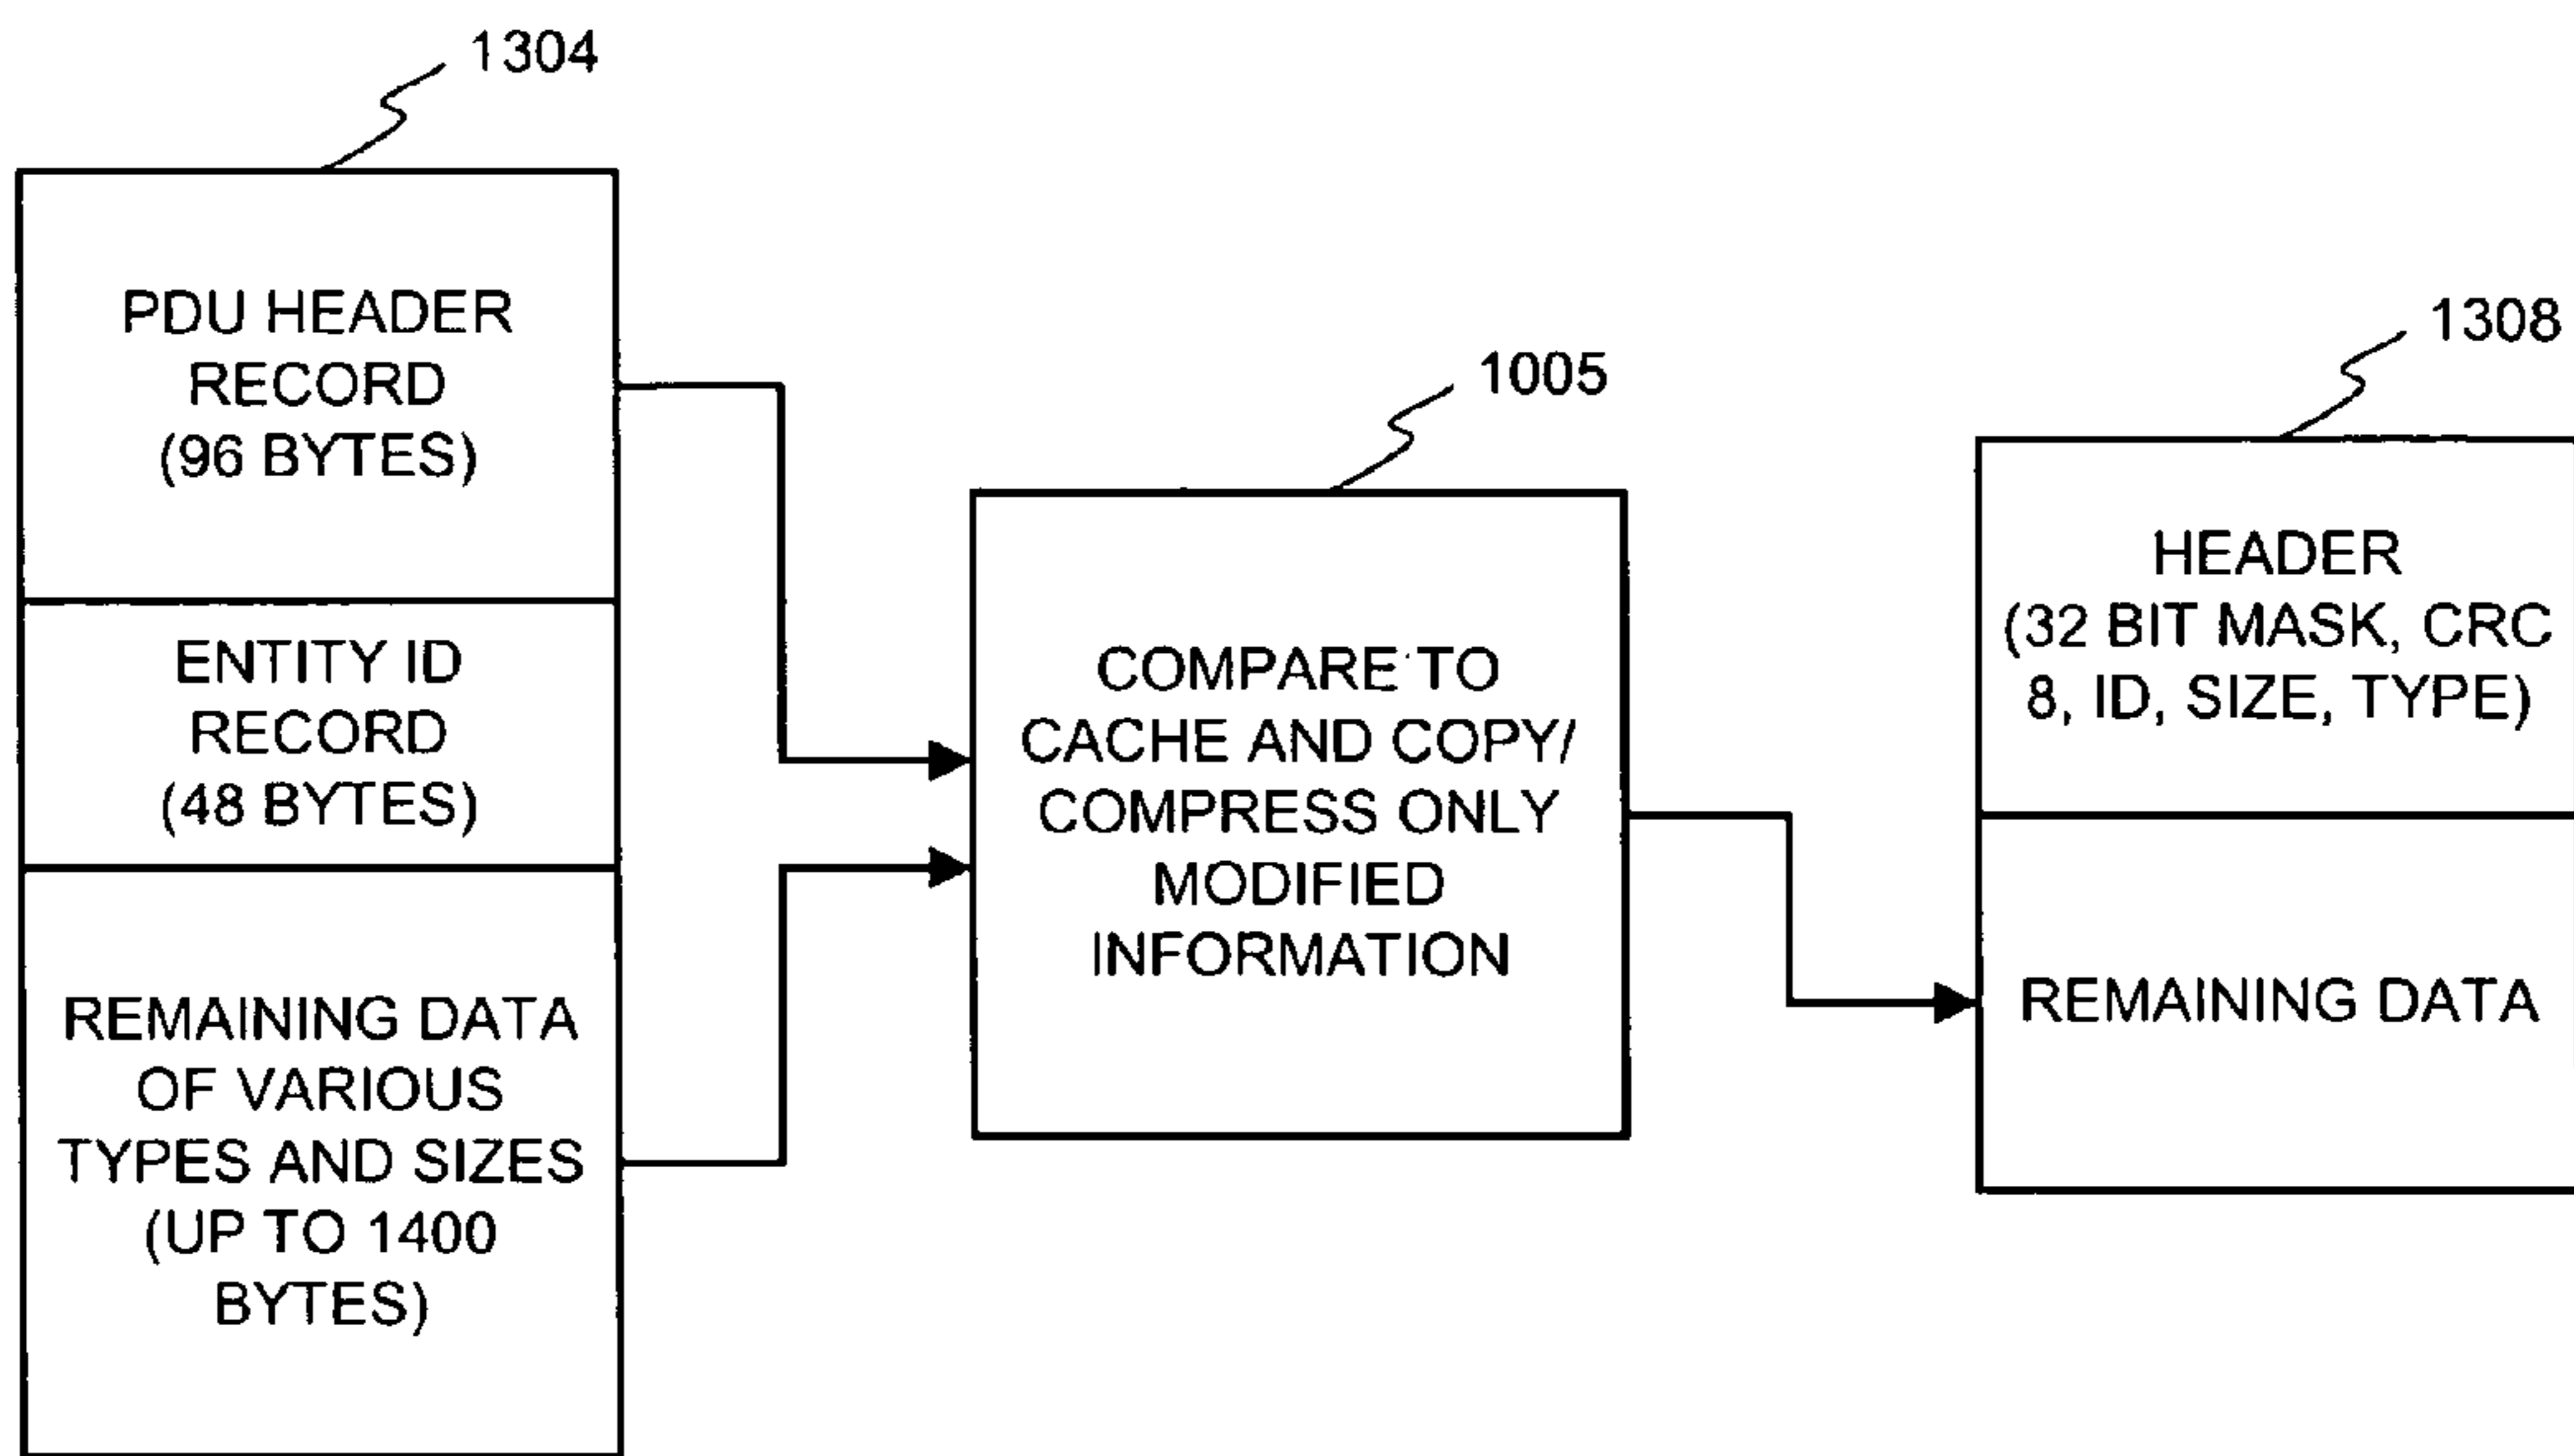 1304
PDU HEADER
RECORD
(96 BYTES)
ENTITY ID
RECORD
(48 BYTES)
REMAINING DATA
OF VARIOUS
TYPES AND SIZES
(UP TO 1400
BYTES)
1005
COMPARE TO
CACHE AND COPY/
COMPRESS ONLY
MODIFIED
INFORMATION
1308
HEADER
(32 BIT MASK, CRC
8, ID, SIZE, TYPE)
REMAINING DATA